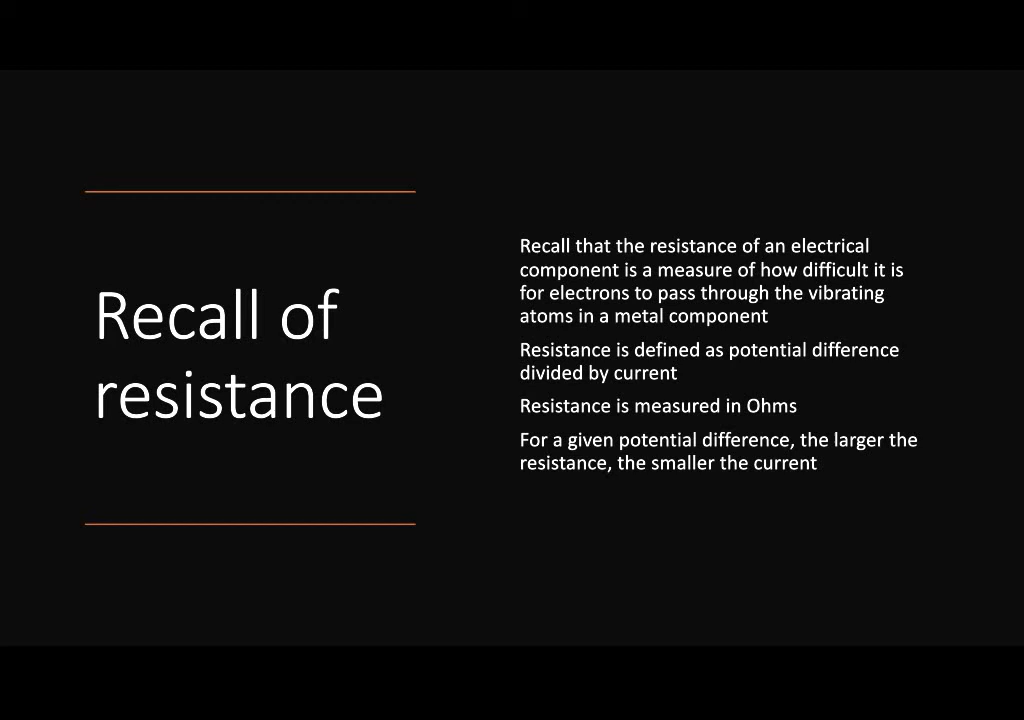 Recall of
resistance
Recall that the resistance of an electrical
component is a measure of how difficult it is
for electrons to pass through the vibrating
atoms in a metal component
Resistance is defined as potential difference
divided by current
Resistance is measured in Ohms
For a given potential difference, the larger the
resistance, the smaller the current